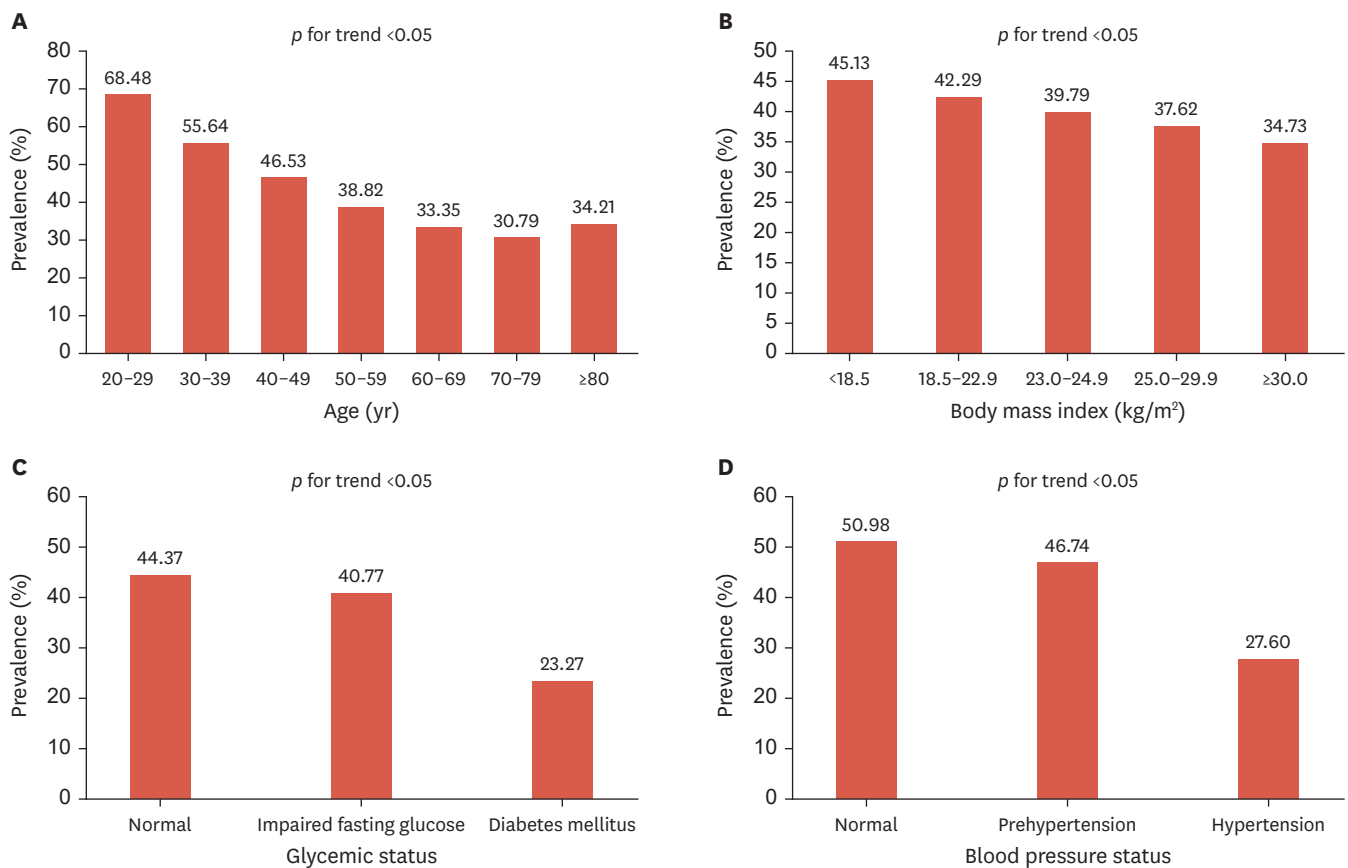 A
p for trend <0.05
Prevalence (%)
80
70
60
50
40
30
20
10
0
68.48
55.64
46.53
38.82
33.35
30.79
34.21
20–29 30–39 40–49 50–59 60–69 70–79 ≥80
Age (yr)
B
p for trend <0.05
Prevalence (%)
50
45
40
35
30
25
20
15
10
5
0
45.13
42.29
39.79
37.62
34.73
<18.5 18.5–22.9 23.0–24.9 25.0–29.9 ≥30.0
Body mass index (kg/m²)
C
p for trend <0.05
Prevalence (%)
60
50
40
30
20
10
0
44.37
40.77
23.27
Normal Impaired fasting glucose Diabetes mellitus
Glycemic status
D
p for trend <0.05
Prevalence (%)
60
50
40
30
20
10
0
50.98
46.74
27.60
Normal Prehypertension Hypertension
Blood pressure status